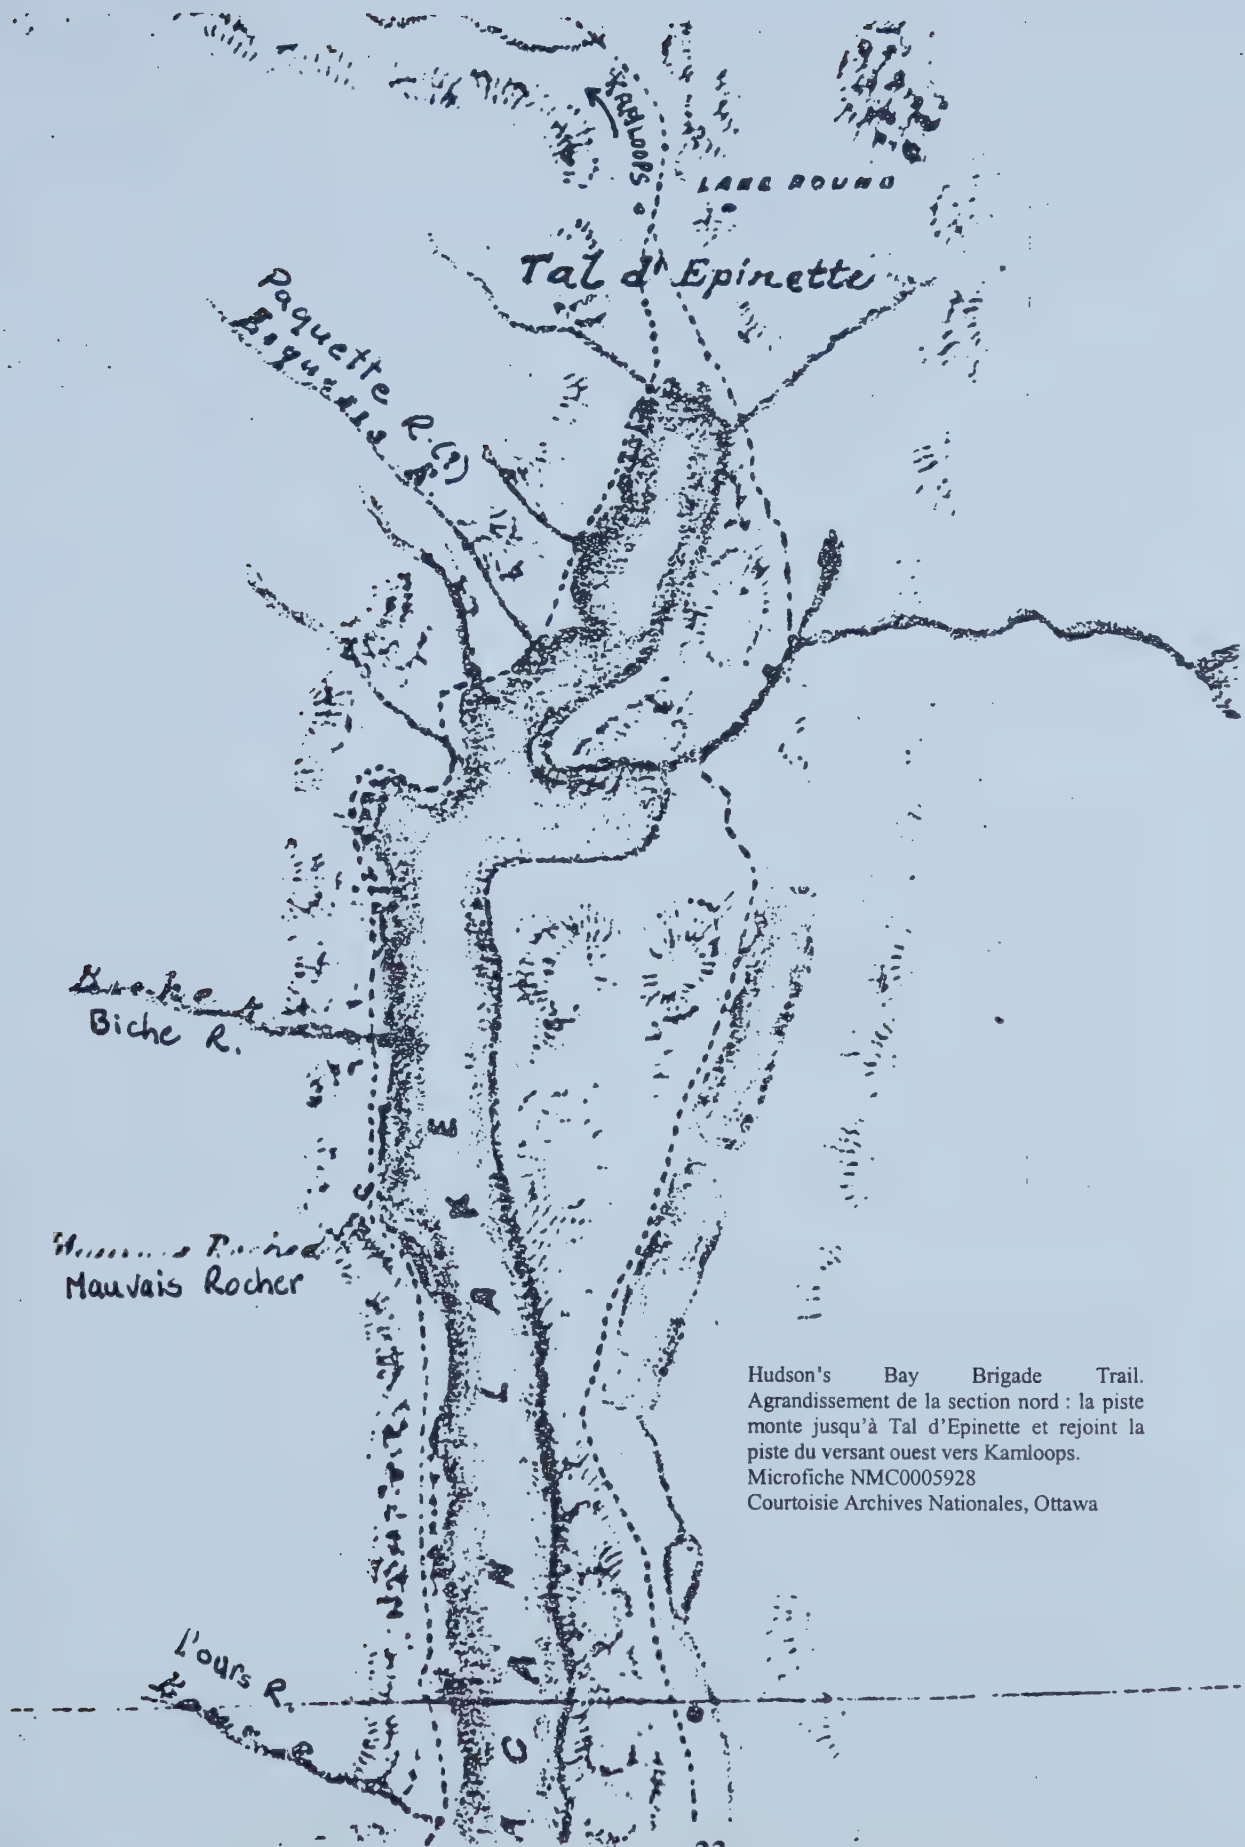 KAMLOOPS
Tal d'Epinette
Paquette R. (?)
Biche R.
Mauvais Rocher
L A K E
Hudson's Bay Brigade Trail.
Agrandissement de la section nord : la piste
monte jusqu'à Tal d'Epinette et rejoint la
piste du versant ouest vers Kamloops.
Microfiche NMC0005928
Courtoisie Archives Nationales, Ottawa
L'ours R.